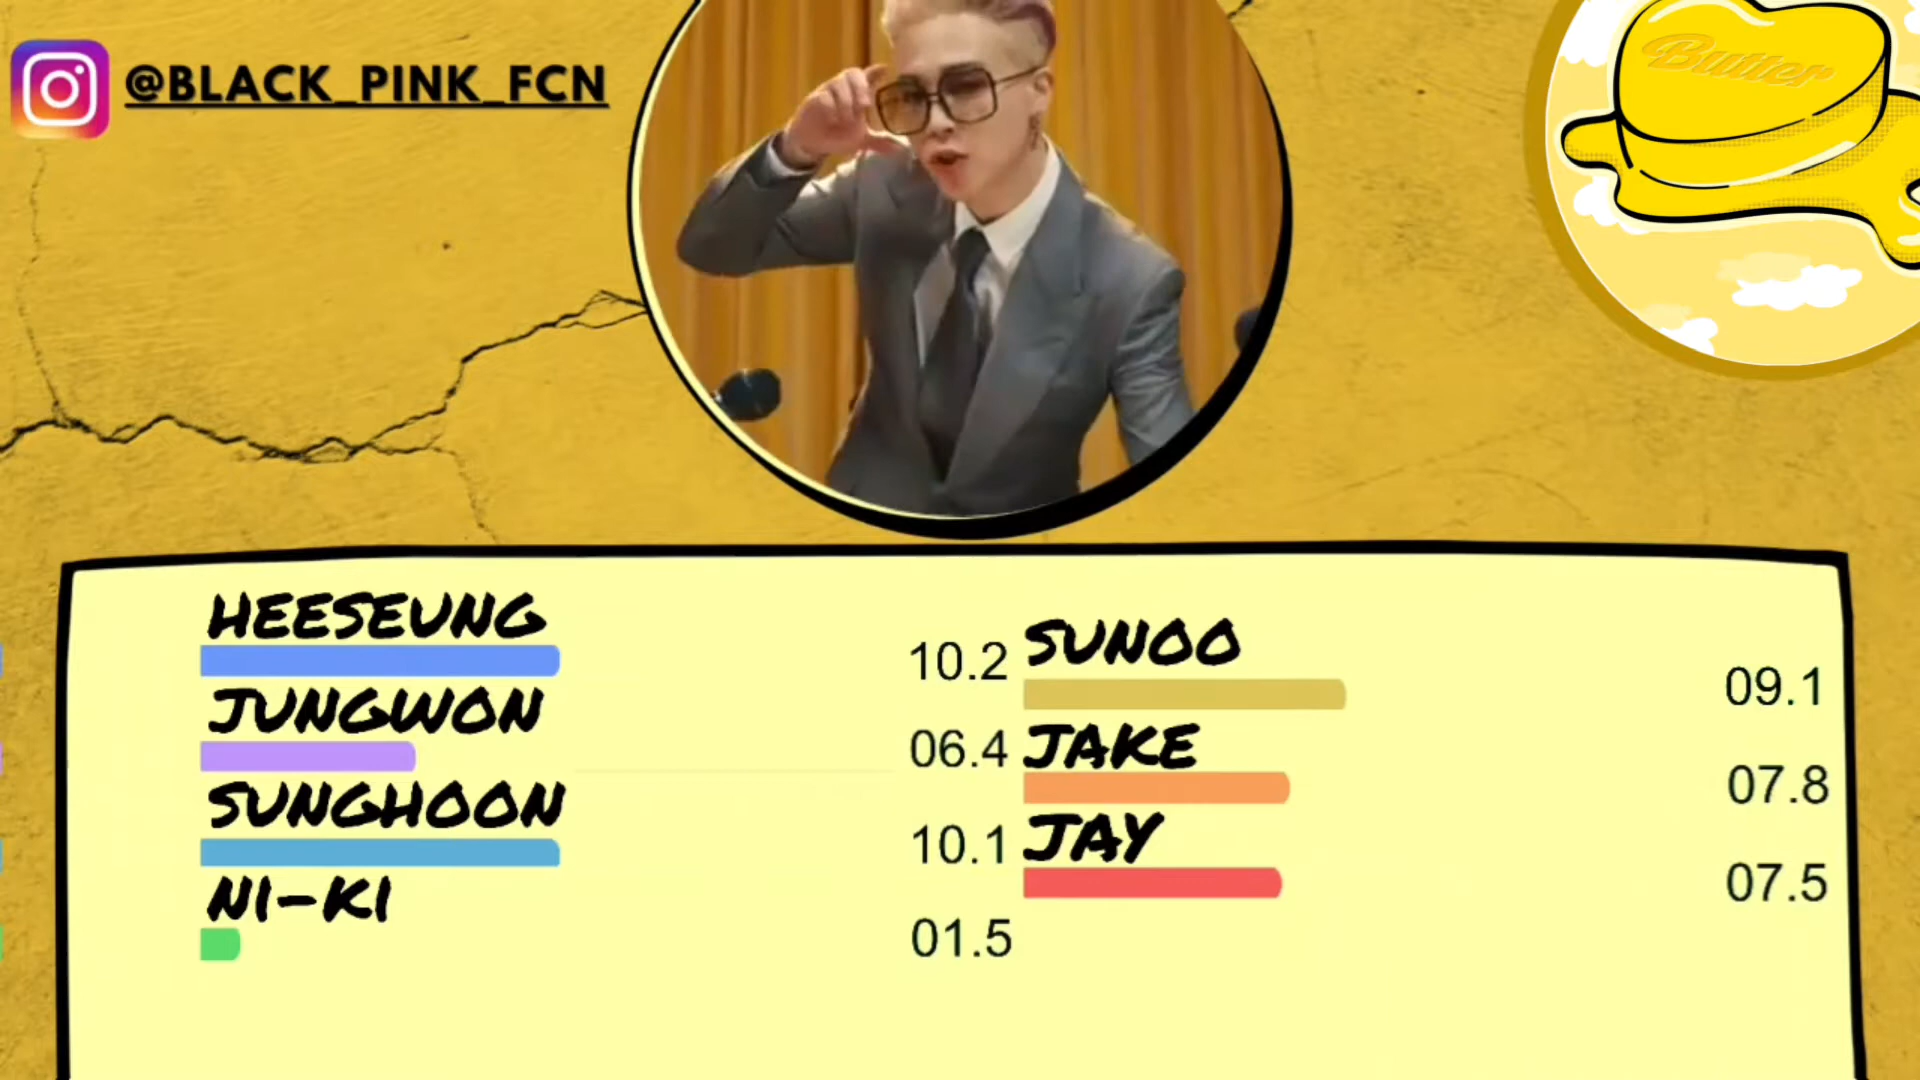 @BLACK_PINK_FCN
Butter
HEESEUNG
10.2
JUNGWON
06.4
SUNGHOON
10.1
NI-KI
01.5
SUNOO
09.1
JAKE
07.8
JAY
07.5